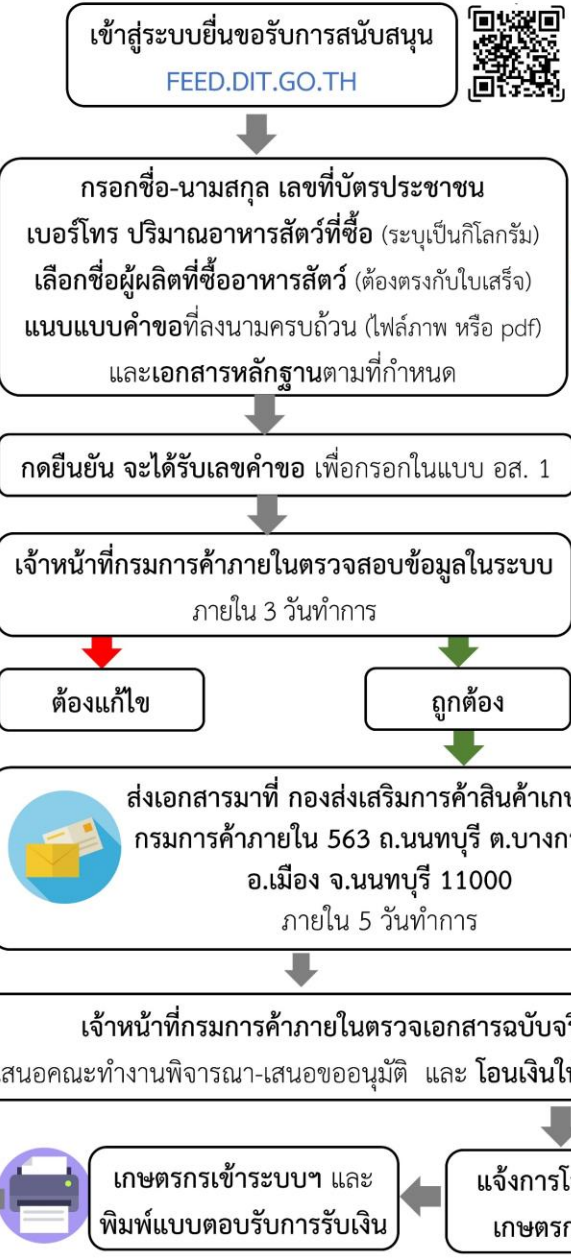 เข้าสู่ระบบยื่นขอรับการสนับสนุน
FEED.DIT.GO.TH
กรอกชื่อ-นามสกุล เลขที่บัตรประชาชน
เบอร์โทร ปริมาณอาหารสัตว์ที่ซื้อ (ระบุเป็นกิโลกรัม)
เลือกชื่อผู้ผลิตที่ซื้ออาหารสัตว์ (ต้องตรงกับใบเสร็จ)
แนบแบบคำขอที่ลงนามครบถ้วน (ไฟล์ภาพ หรือ pdf)
และเอกสารหลักฐานตามที่กำหนด
กดยืนยัน จะได้รับเลขคำขอ เพื่อกรอกในแบบ อส. 1
เจ้าหน้าที่กรมการค้าภายในตรวจสอบข้อมูลในระบบ
ภายใน 3 วันทำการ
ต้องแก้ไข
ถูกต้อง
ส่งเอกสารมาที่ กองส่งเสริมการค้าสินค้าเกษ
กรมการค้าภายใน 563 ถ.นนทบุรี ต.บางก
อ.เมือง จ.นนทบุรี 11000
ภายใน 5 วันทำการ
เจ้าหน้าที่กรมการค้าภายในตรวจเอกสารฉบับจริ
เสนอคณะทำงานพิจารณา-เสนอขออนุมัติ และ โอนเงินให
เกษตรกรเข้าระบบฯ และ
พิมพ์แบบตอบรับการรับเงิน
แจ้งการโ
เกษตรก